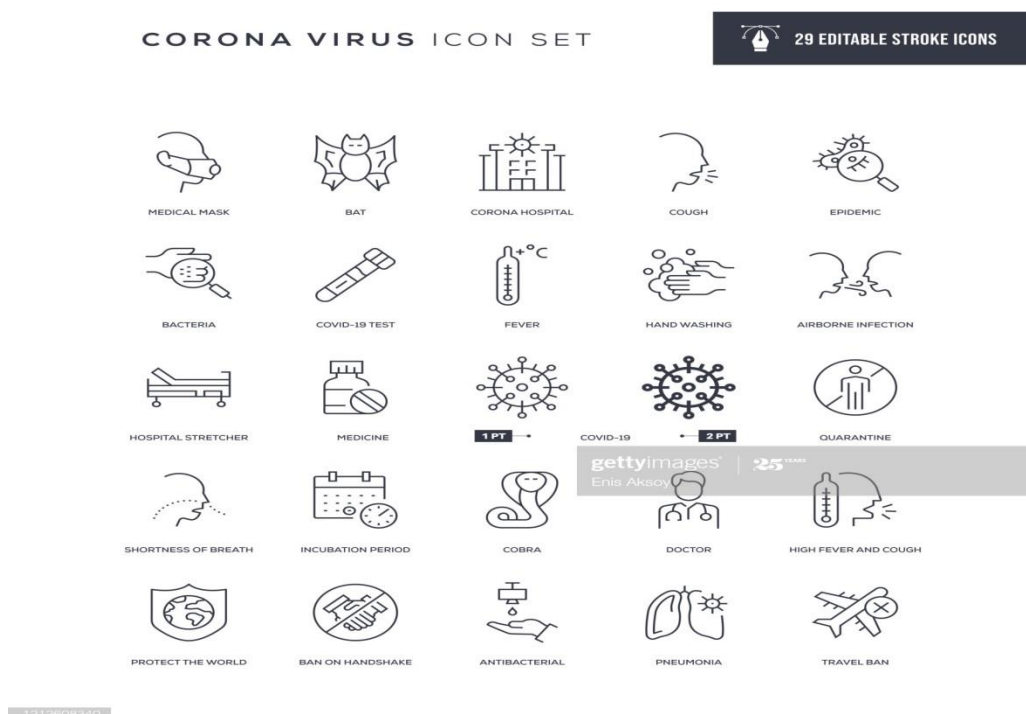 CORONA VIRUS ICON SET
29 EDITABLE STROKE ICONS
MEDICAL MASK
BAT
CORONA HOSPITAL
COUGH
EPIDEMIC
BACTERIA
COVID-19 TEST
+°C
FEVER
HAND WASHING
AIRBORNE INFECTION
HOSPITAL STRETCHER
MEDICINE
1 PT
COVID-19
2 PT
QUARANTINE
gettyimages® 25 YEARS
Enis Aksoy
SHORTNESS OF BREATH
INCUBATION PERIOD
COBRA
DOCTOR
HIGH FEVER AND COUGH
PROTECT THE WORLD
BAN ON HANDSHAKE
ANTIBACTERIAL
PNEUMONIA
TRAVEL BAN